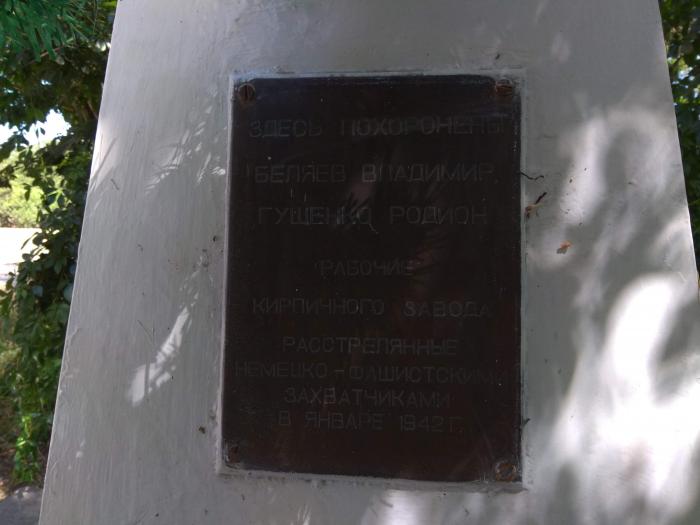 ЗДЕСЬ ПОХОРОНЕНЫ
БЕЛЯЕВ ВЛАДИМИР,
ГУЩЕНКО РОДИОН
РАБОЧИЕ
КИРПИЧНОГО ЗАВОДА
РАССТРЕЛЯННЫЕ
НЕМЕЦКО-ФАШИСТСКИМИ
ЗАХВАТЧИКАМИ
В ЯНВАРЕ 1942 Г.